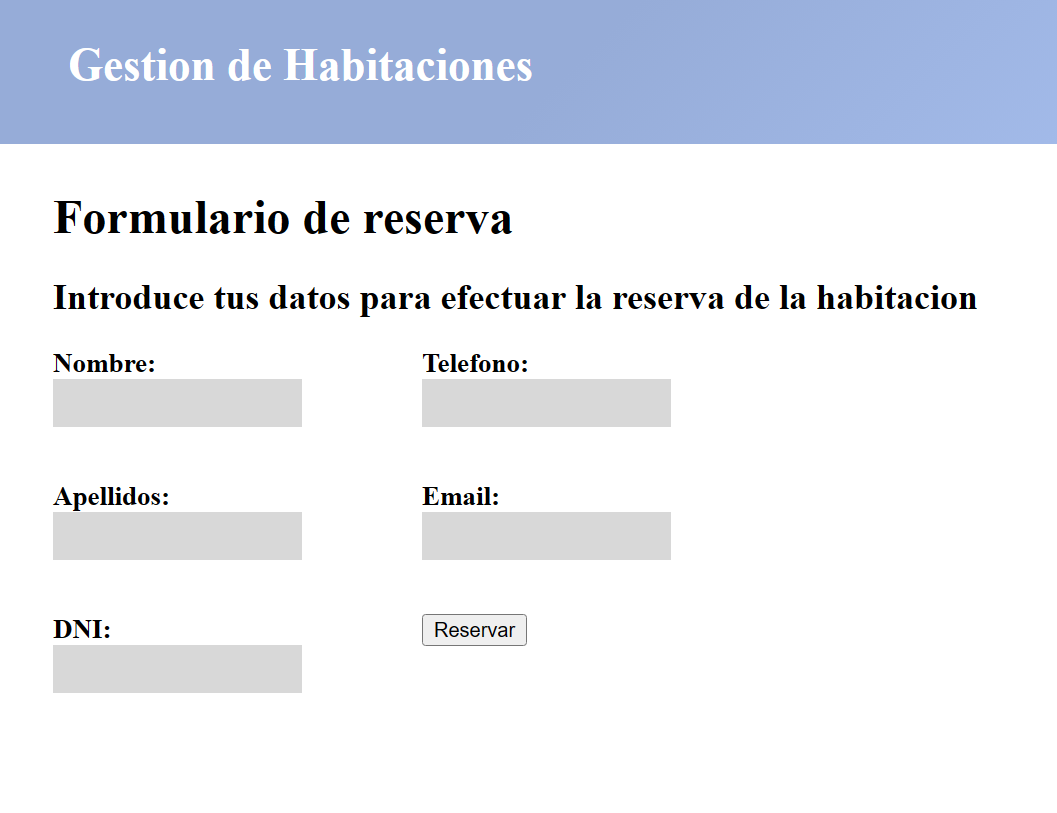 Gestion de Habitaciones
Formulario de reserva
Introduce tus datos para efectuar la reserva de la habitacion
Nombre:
Telefono:
Apellidos:
Email:
DNI:
Reservar